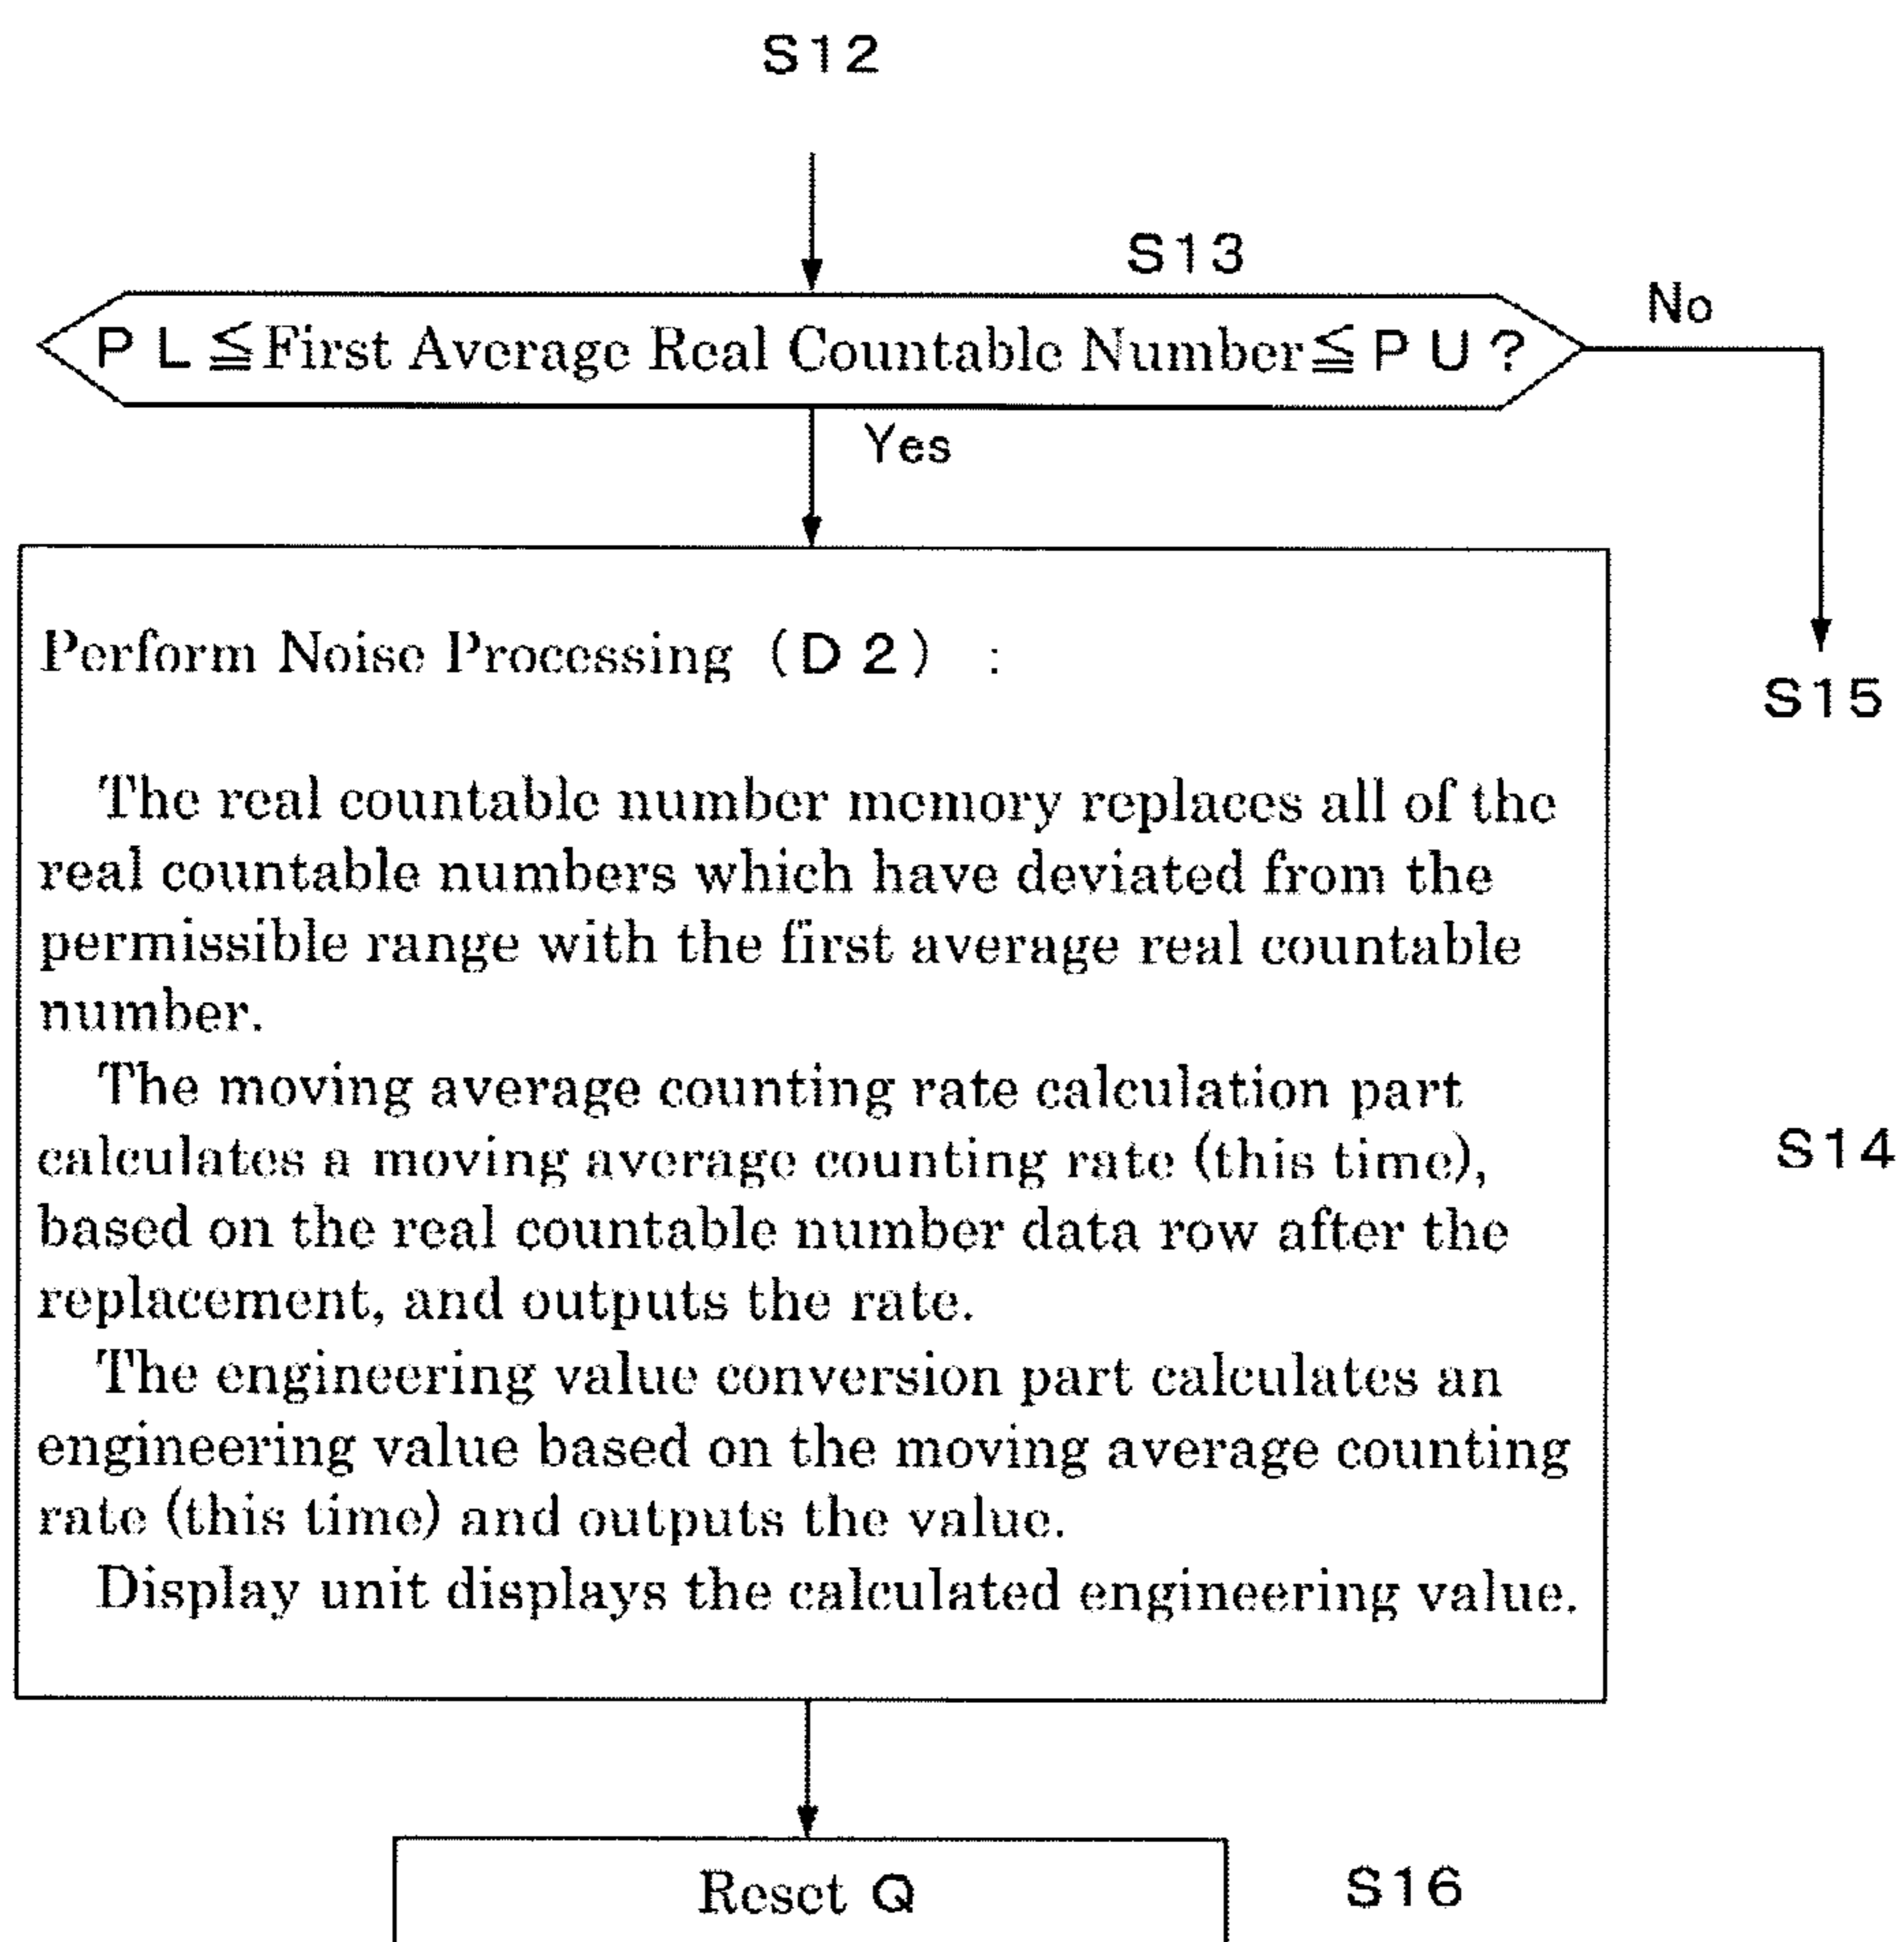 S12
S13
PL≦First Average Real Countable Number≦PU?
No
Yes
Perform Noise Processing (D2) :
S15
The real countable number memory replaces all of the
real countable numbers which have deviated from the
permissible range with the first average real countable
number.
The moving average counting rate calculation part
calculates a moving average counting rate (this time),
S14
based on the real countable number data row after the
replacement, and outputs the rate.
The engineering value conversion part calculates an
engineering value based on the moving average counting
rate (this time) and outputs the value.
Display unit displays the calculated engineering value.
Reset Q
S16